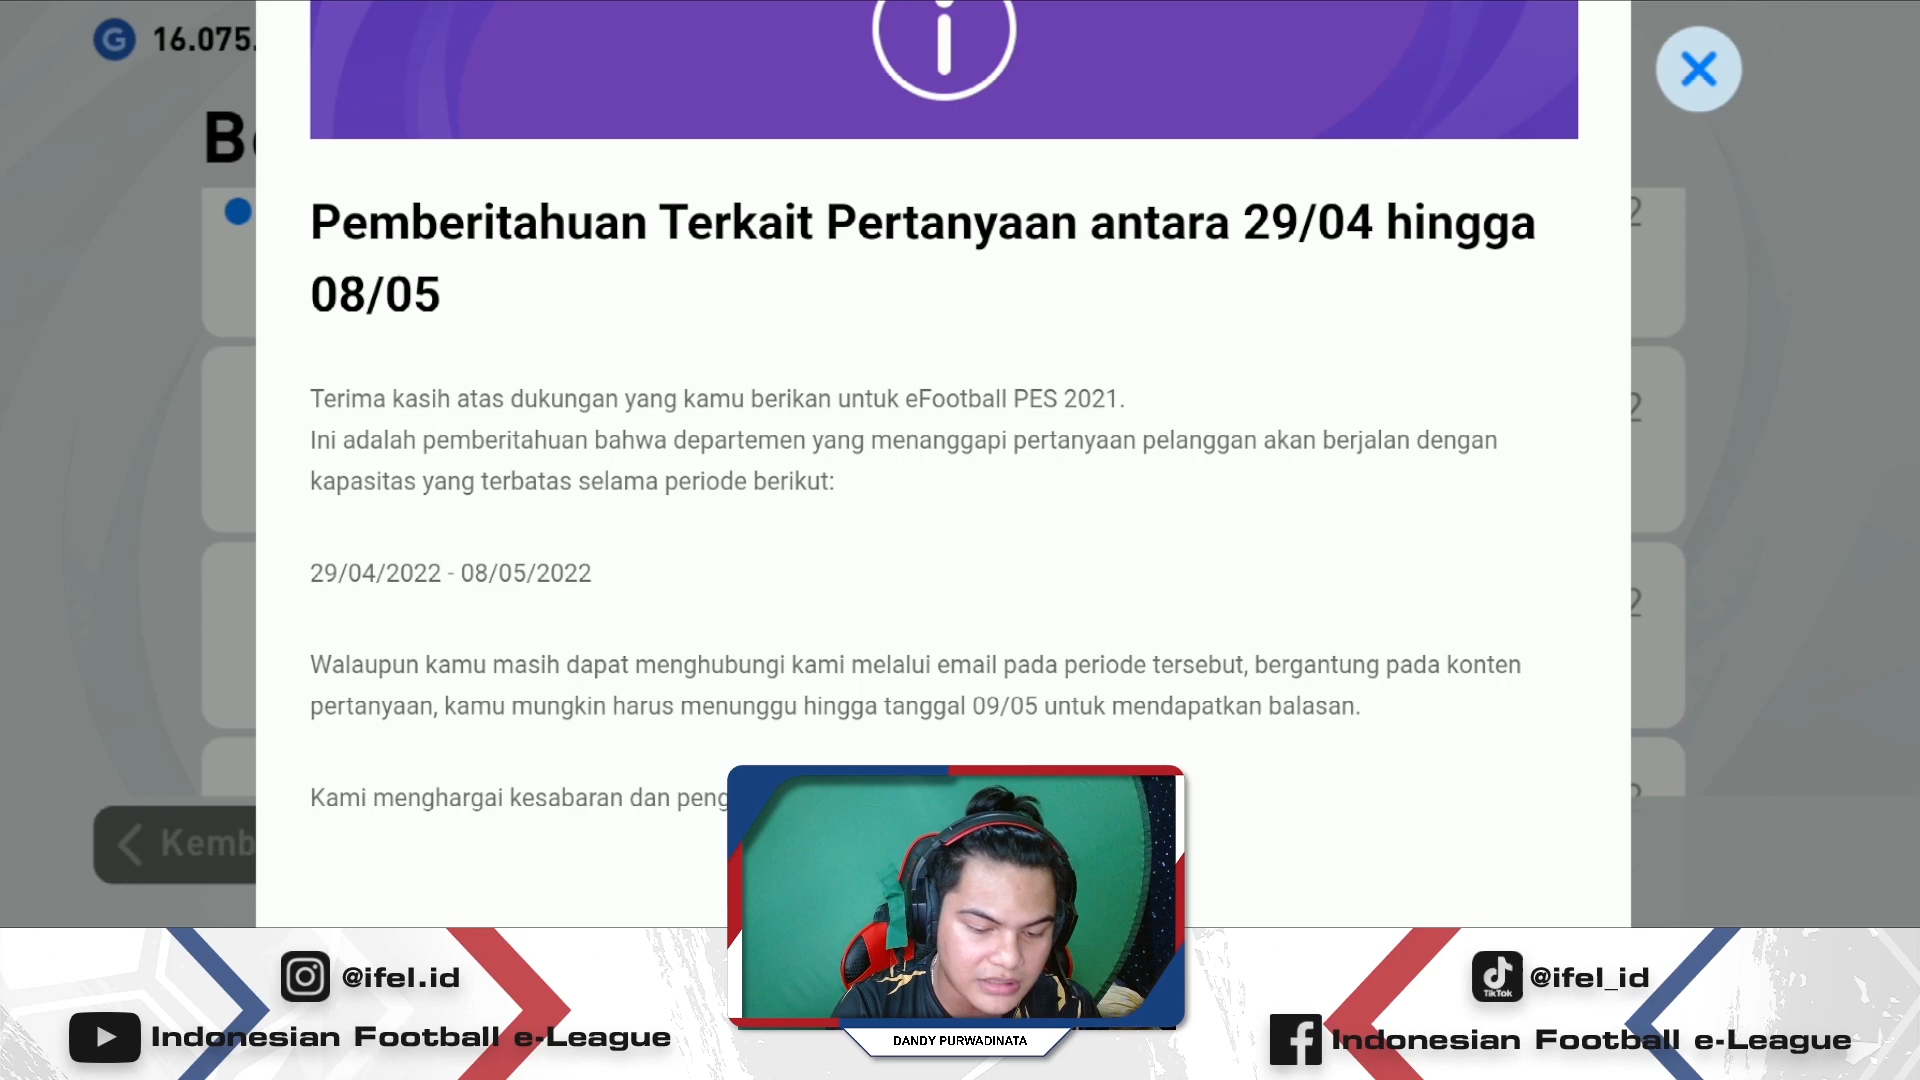 16.075.
Pemberitahuan Terkait Pertanyaan antara 29/04 hingga
08/05
Terima kasih atas dukungan yang kamu berikan untuk eFootball PES 2021.
Ini adalah pemberitahuan bahwa departemen yang menanggapi pertanyaan pelanggan akan berjalan dengan
kapasitas yang terbatas selama periode berikut:
29/04/2022 - 08/05/2022
Walaupun kamu masih dapat menghubungi kami melalui email pada periode tersebut, bergantung pada konten
pertanyaan, kamu mungkin harus menunggu hingga tanggal 09/05 untuk mendapatkan balasan.
Kami menghargai kesabaran dan peng
Kemb
@ifel.id
Indonesian Football e-League
DANDY PURWADINATA
TikTok
@ifel_id
Indonesian Football e-League